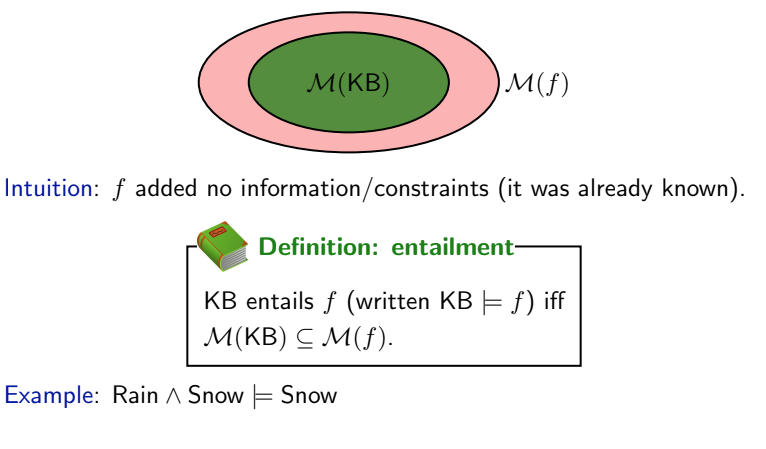 ℳ(KB) ℳ(f)
Intuition: f added no information/constraints (it was already known).
Definition: entailment
KB entails f (written KB ⊨ f) iff
ℳ(KB) ⊆ ℳ(f).
Example: Rain ∧ Snow ⊨ Snow